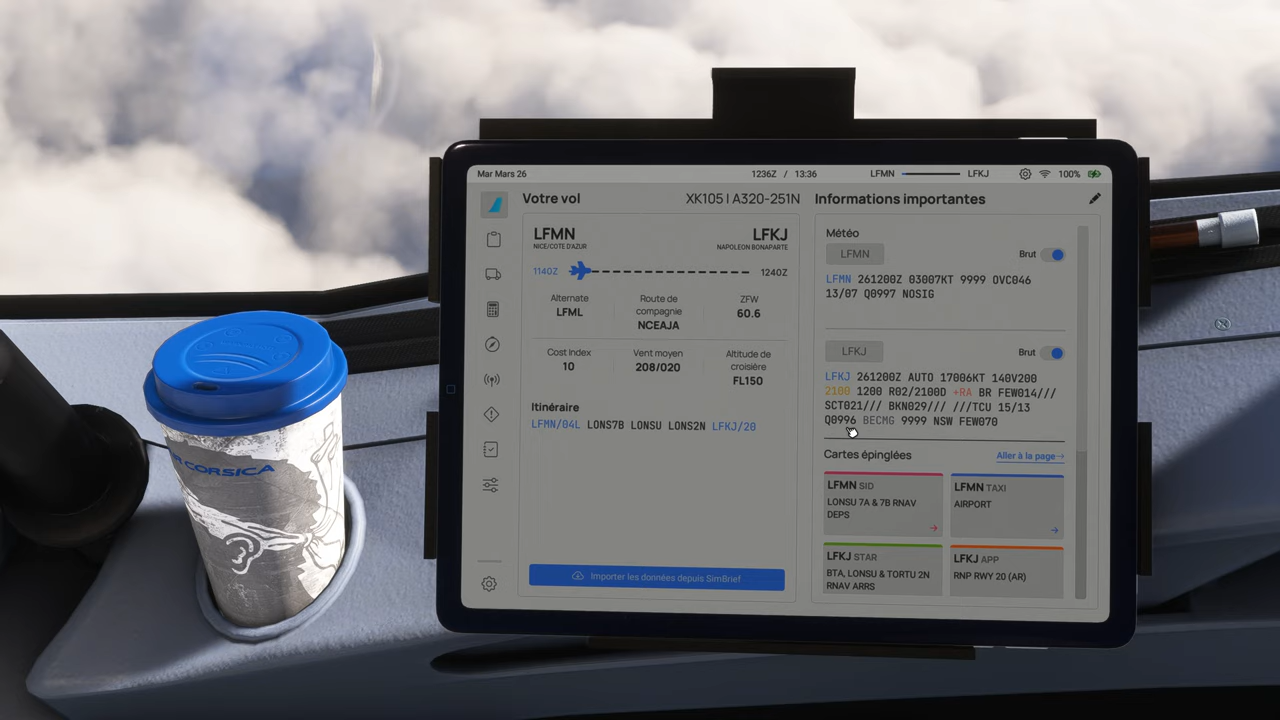 Mar Mars 26
1236Z / 13:36
LFMN LFKJ
100%
Votre vol
XK105 | A320-251N
LFMN
NICE/COTE D'AZUR
LFKJ
NAPOLEON BONAPARTE
1140Z
1240Z
Alternate
LFML
Route de
compagnie
NCEAJA
ZFW
60.6
Cost index
10
Vent moyen
208/020
Altitude de
croisière
FL150
Itinéraire
LFMN/04L LONS7B LONSU LONS2N LFKJ/20
Importer les données depuis SimBrief
Informations importantes
Météo
LFMN
Brut
LFMN 261200Z 03007KT 9999 OVC046
13/07 Q0997 NOSIG
LFKJ
Brut
LFKJ 261200Z AUTO 17006KT 140V200
2100 1200 R02/2100D +RA BR FEW014///
SCT021/// BKN029/// ///TCU 15/13
Q0996 BECMG 9999 NSW FEW070
Cartes épinglées
Aller à la page→
LFMN SID
LONSU 7A & 7B RNAV
DEPS
LFMN TAXI
AIRPORT
LFKJ STAR
BTA, LONSU & TORTU 2N
RNAV ARRS
LFKJ APP
RNP RWY 20 (AR)
CORSICA